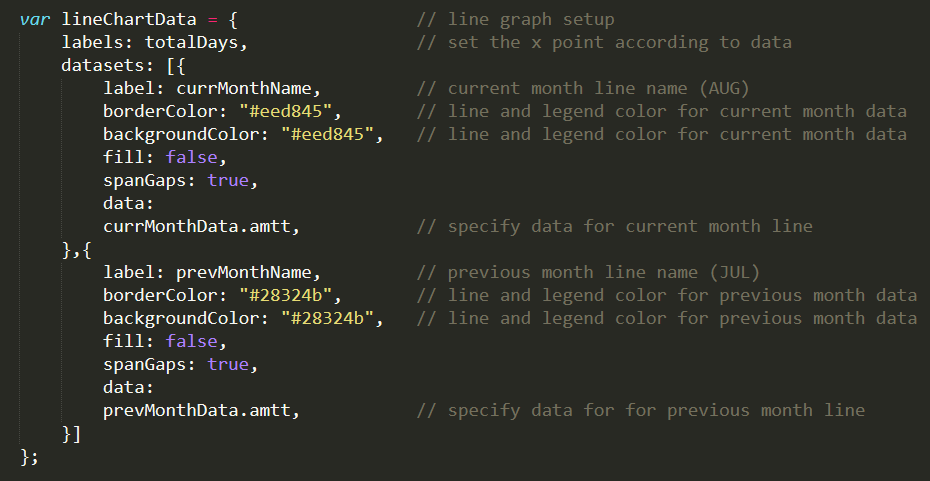 var lineChartData = {                 // line graph setup
    labels: totalDays,                // set the x point according to data
    datasets: [{
        label: currMonthName,         // current month line name (AUG)
        borderColor: "#eed845",       // line and legend color for current month data
        backgroundColor: "#eed845",   // line and legend color for current month data
        fill: false,
        spanGaps: true,
        data:
        currMonthData.amtt,           // specify data for current month line
    },{
        label: prevMonthName,         // previous month line name (JUL)
        borderColor: "#28324b",       // line and legend color for previous month data
        backgroundColor: "#28324b",   // line and legend color for previous month data
        fill: false,
        spanGaps: true,
        data:
        prevMonthData.amtt,           // specify data for for previous month line
    }]
};